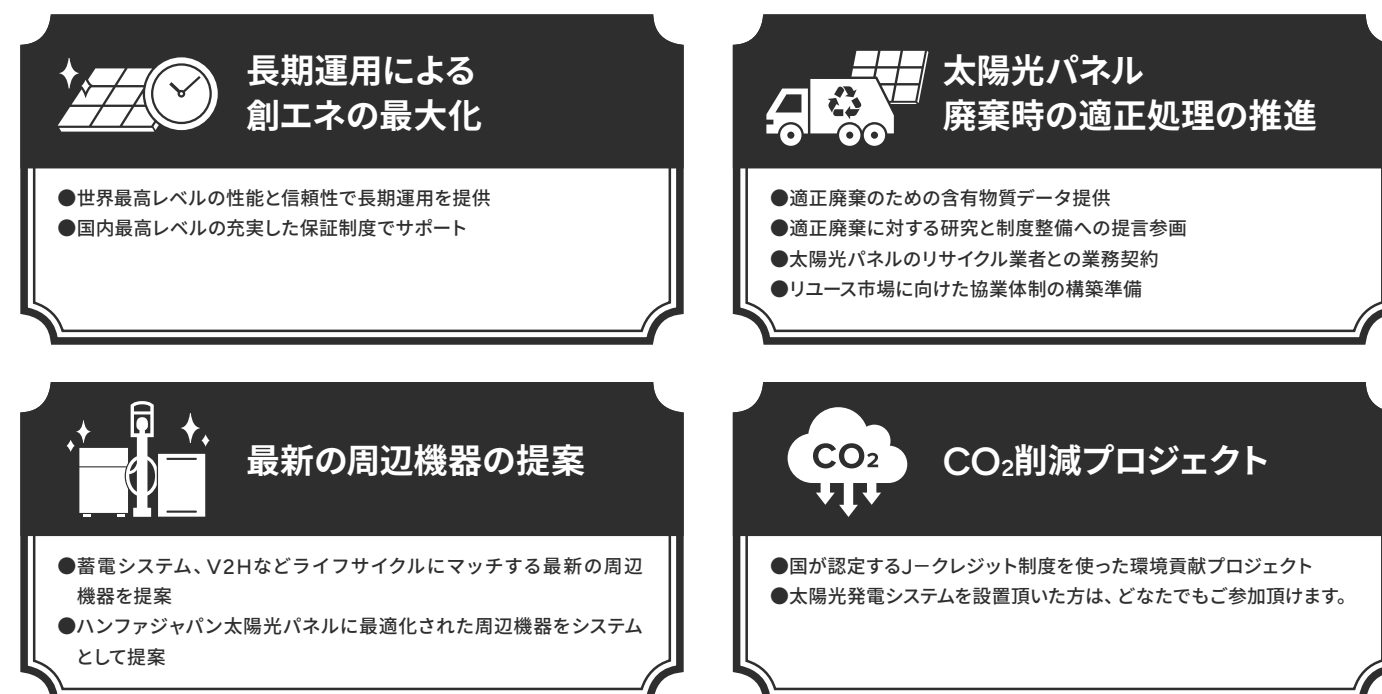 長期運用による
創エネの最大化
●世界最高レベルの性能と信頼性で長期運用を提供
●国内最高レベルの充実した保証制度でサポート
太陽光パネル
廃棄時の適正処理の推進
●適正廃棄のための含有物質データ提供
●適正廃棄に対する研究と制度整備への提言参画
●太陽光パネルのリサイクル業者との業務契約
●リユース市場に向けた協業体制の構築準備
最新の周辺機器の提案
●蓄電システム、V2Hなどライフサイクルにマッチする最新の周辺
機器を提案
●ハンファジャパン太陽光パネルに最適化された周辺機器をシステム
として提案
CO2
CO₂削減プロジェクト
●国が認定するJークレジット制度を使った環境貢献プロジェクト
●太陽光発電システムを設置頂いた方は、どなたでもご参加頂けます。